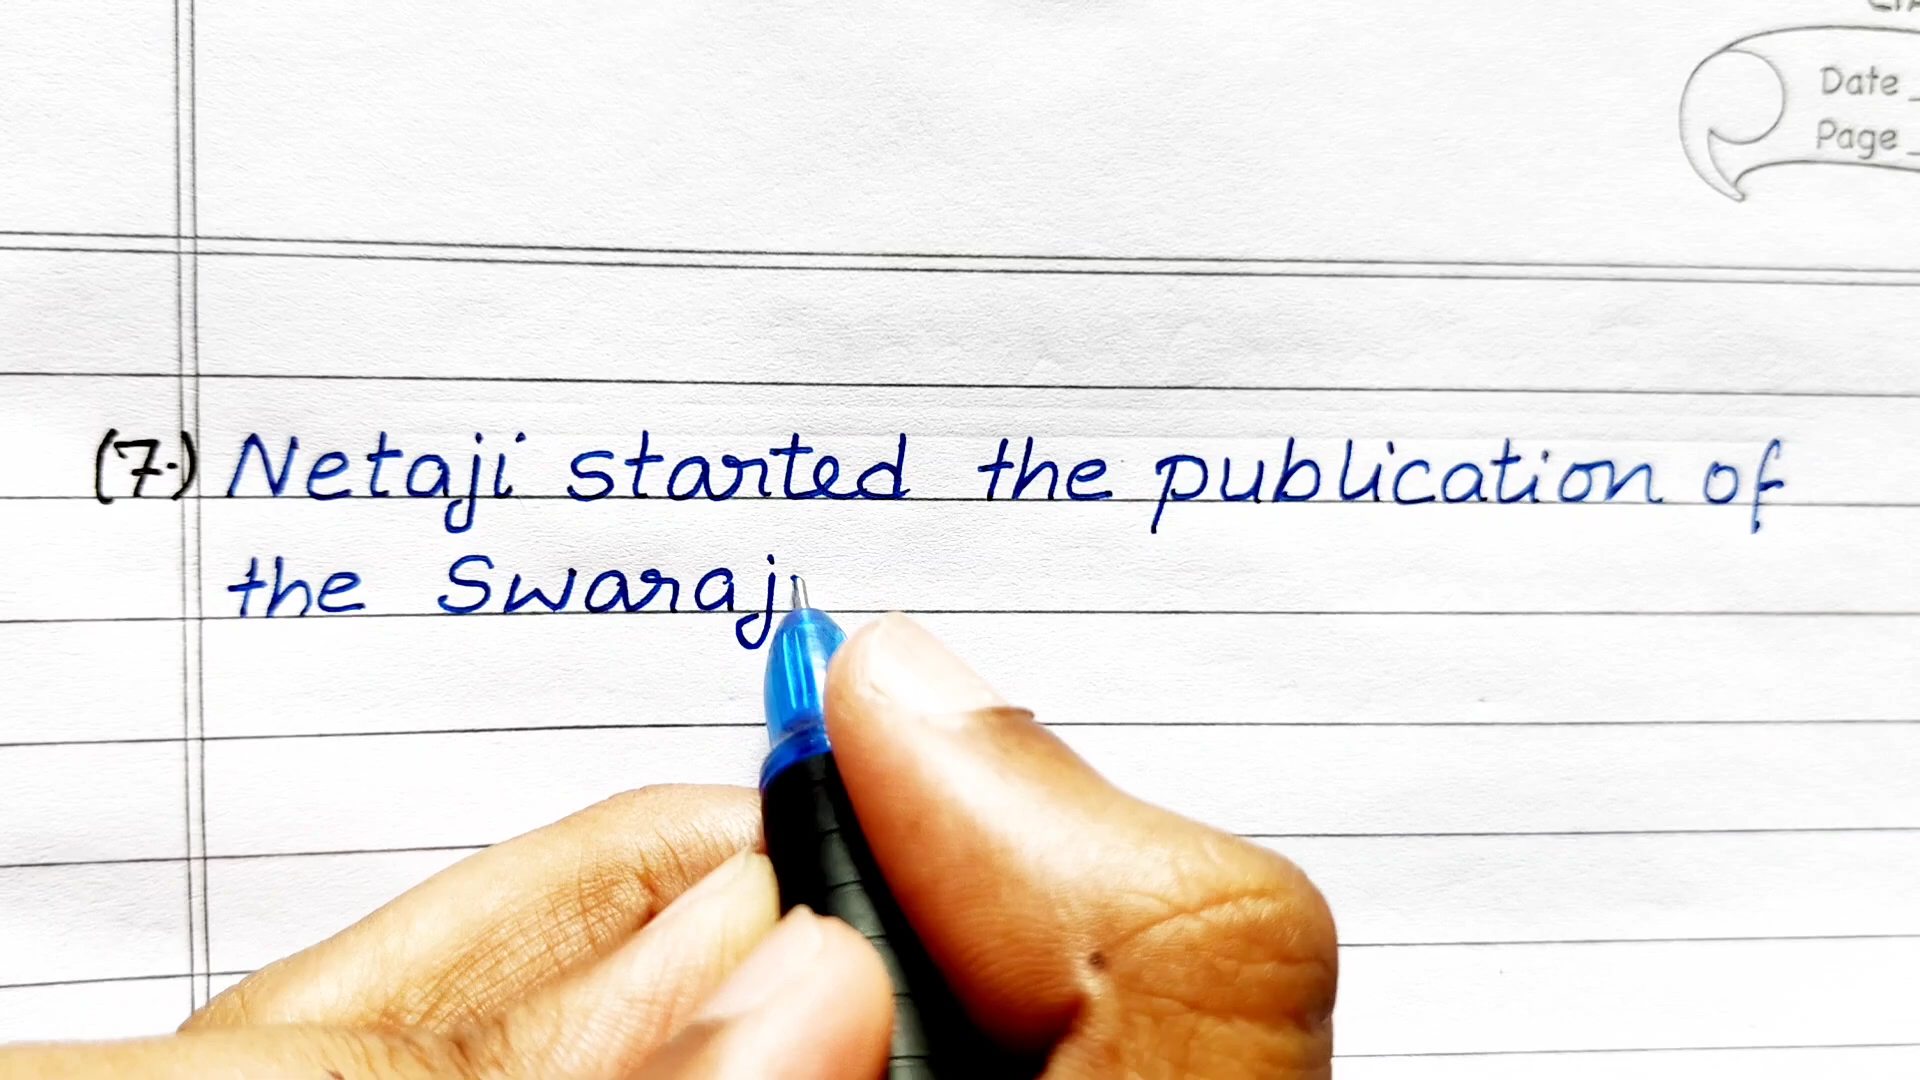 Date
Page
(7.) Netaji started the publication of
the Swaraj